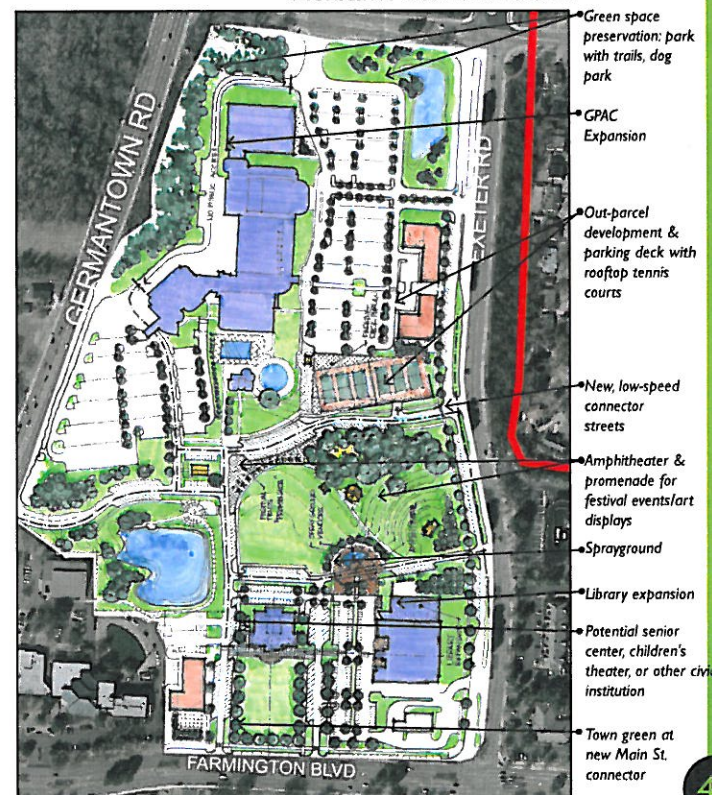 Green space
preservation: park
with trails, dog
park
GPAC
Expansion
Out-parcel
development &
parking deck with
rooftop tennis
courts
New, low-speed
connector
streets
Amphitheater &
promenade for
festival events/art
displays
Sprayground
Library expansion
Potential senior
center, children's
theater, or other civic
institution
Town green at
new Main St.
connector
GERMANTOWN RD
EXETER RD
FARMINGTON BLVD
4